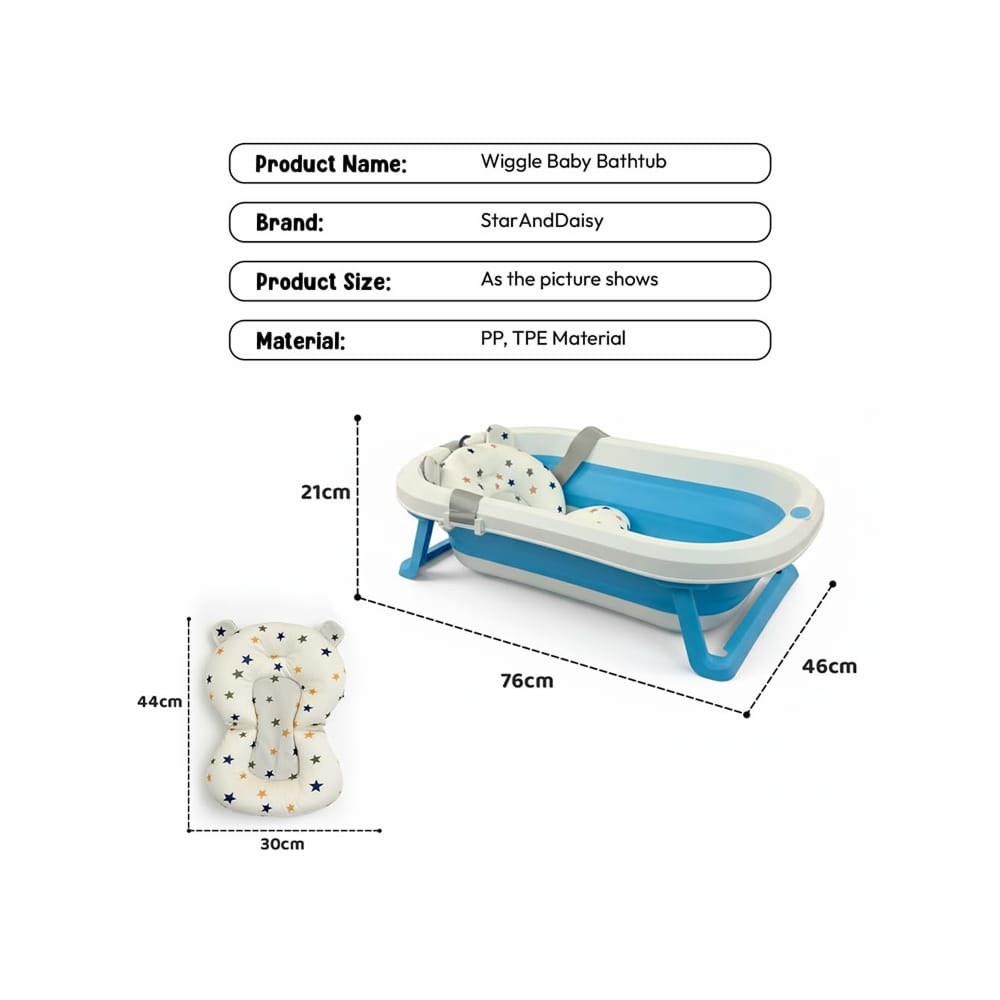 Product Name: Wiggle Baby Bathtub
Brand: StarAndDaisy
Product Size: As the picture shows
Material: PP, TPE Material
21cm
76cm
46cm
44cm
30cm